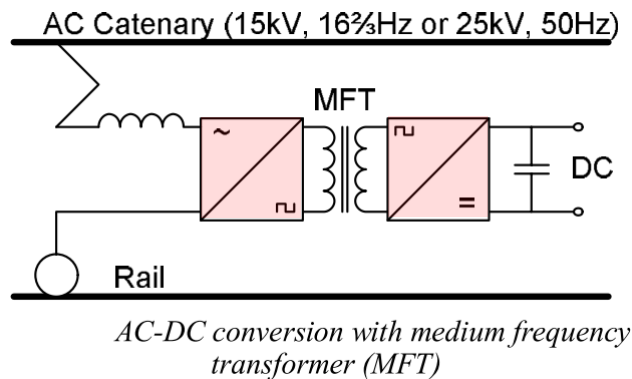 AC Catenary (15kV, 16⅔Hz or 25kV, 50Hz)
MFT
~
=
DC
Rail
AC-DC conversion with medium frequency
transformer (MFT)